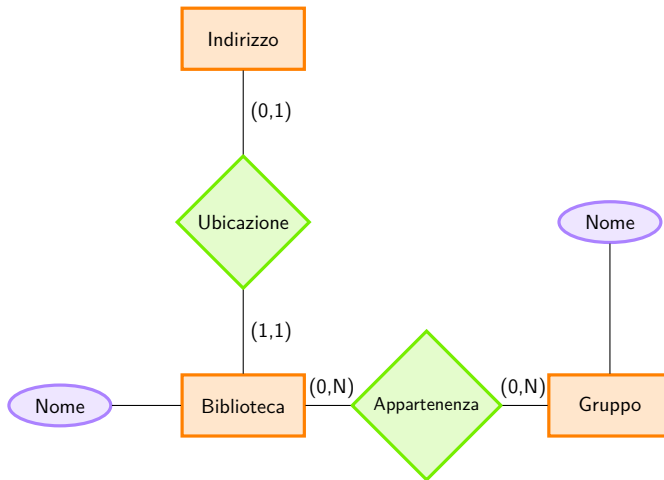 Indirizzo
(0,1)
Ubicazione
Nome
(1,1)
(0,N)
(0,N)
Nome
Biblioteca
Appartenenza
Gruppo